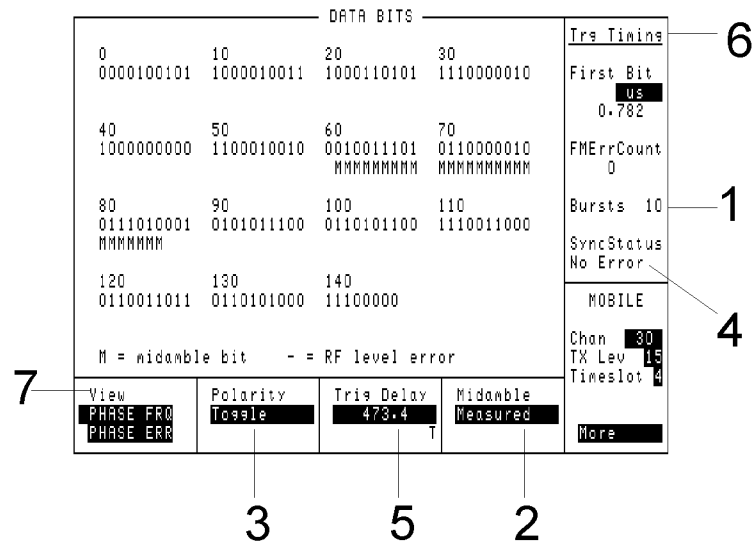 DATA BITS
0 10 20 30
0000100101 1000010011 1000110101 1110000010
40 50 60 70
1000000000 1100010010 0010011101 0110000010
MMMMMMMMM MMMMMMMMMM
80 90 100 110
0111010001 0101011100 0110101100 1110011000
MMMMMMM
120 130 140
0110011011 0110101000 11100000
M = midamble bit - = RF level error
Trg Timing
First Bit
us
0.782
FMErrCount
0
Bursts 10
SyncStatus
No Error
MOBILE
Chan 30
TX Lev 15
Timeslot 4
More
View
PHASE FRQ
PHASE ERR
Polarity
Toggle
Trig Delay
473.4
T
Midamble
Measured
6
1
4
7
3
5
2